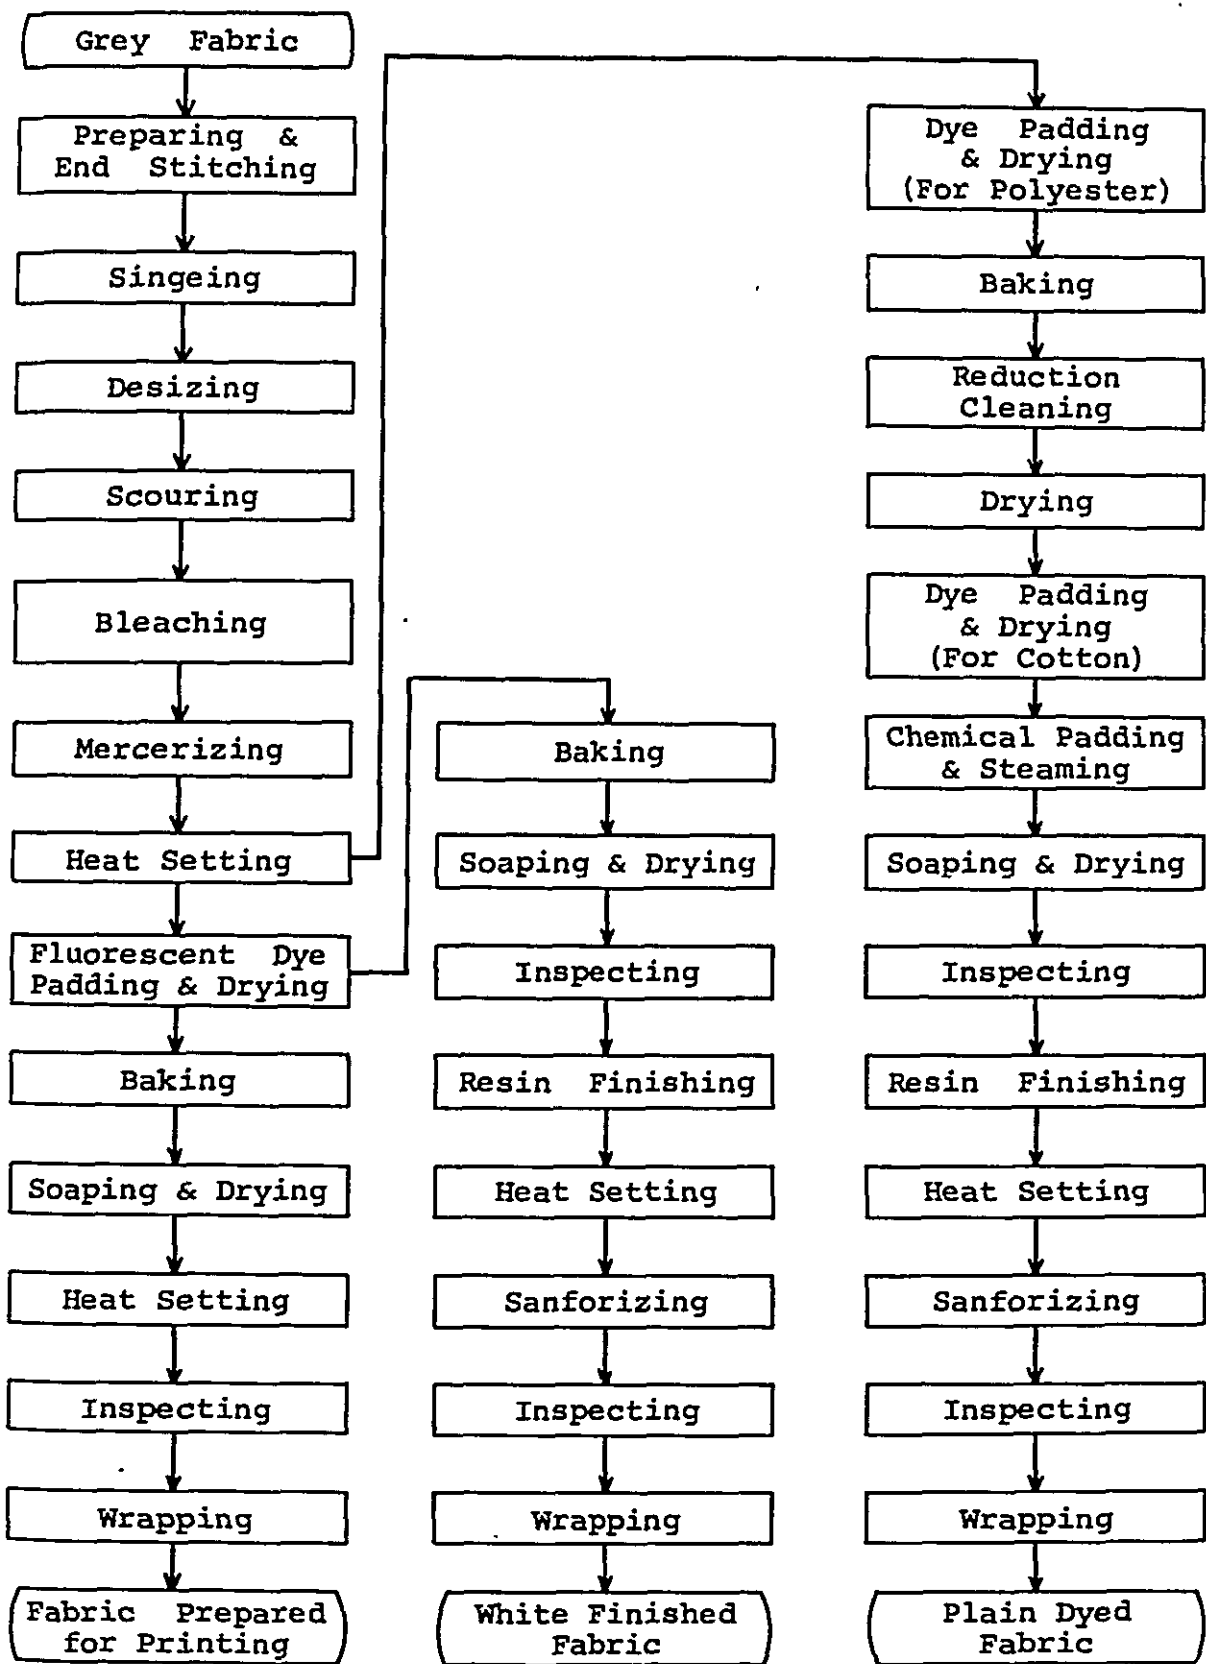 Grey Fabric
Preparing &
End Stitching
Singeing
Desizing
Scouring
Bleaching
Mercerizing
Heat Setting
Fluorescent Dye
Padding & Drying
Baking
Soaping & Drying
Heat Setting
Inspecting
Wrapping
Fabric Prepared
for Printing
Baking
Soaping & Drying
Inspecting
Resin Finishing
Heat Setting
Sanforizing
Inspecting
Wrapping
White Finished
Fabric
Dye Padding
& Drying
(For Polyester)
Baking
Reduction
Cleaning
Drying
Dye Padding
& Drying
(For Cotton)
Chemical Padding
& Steaming
Soaping & Drying
Inspecting
Resin Finishing
Heat Setting
Sanforizing
Inspecting
Wrapping
Plain Dyed
Fabric